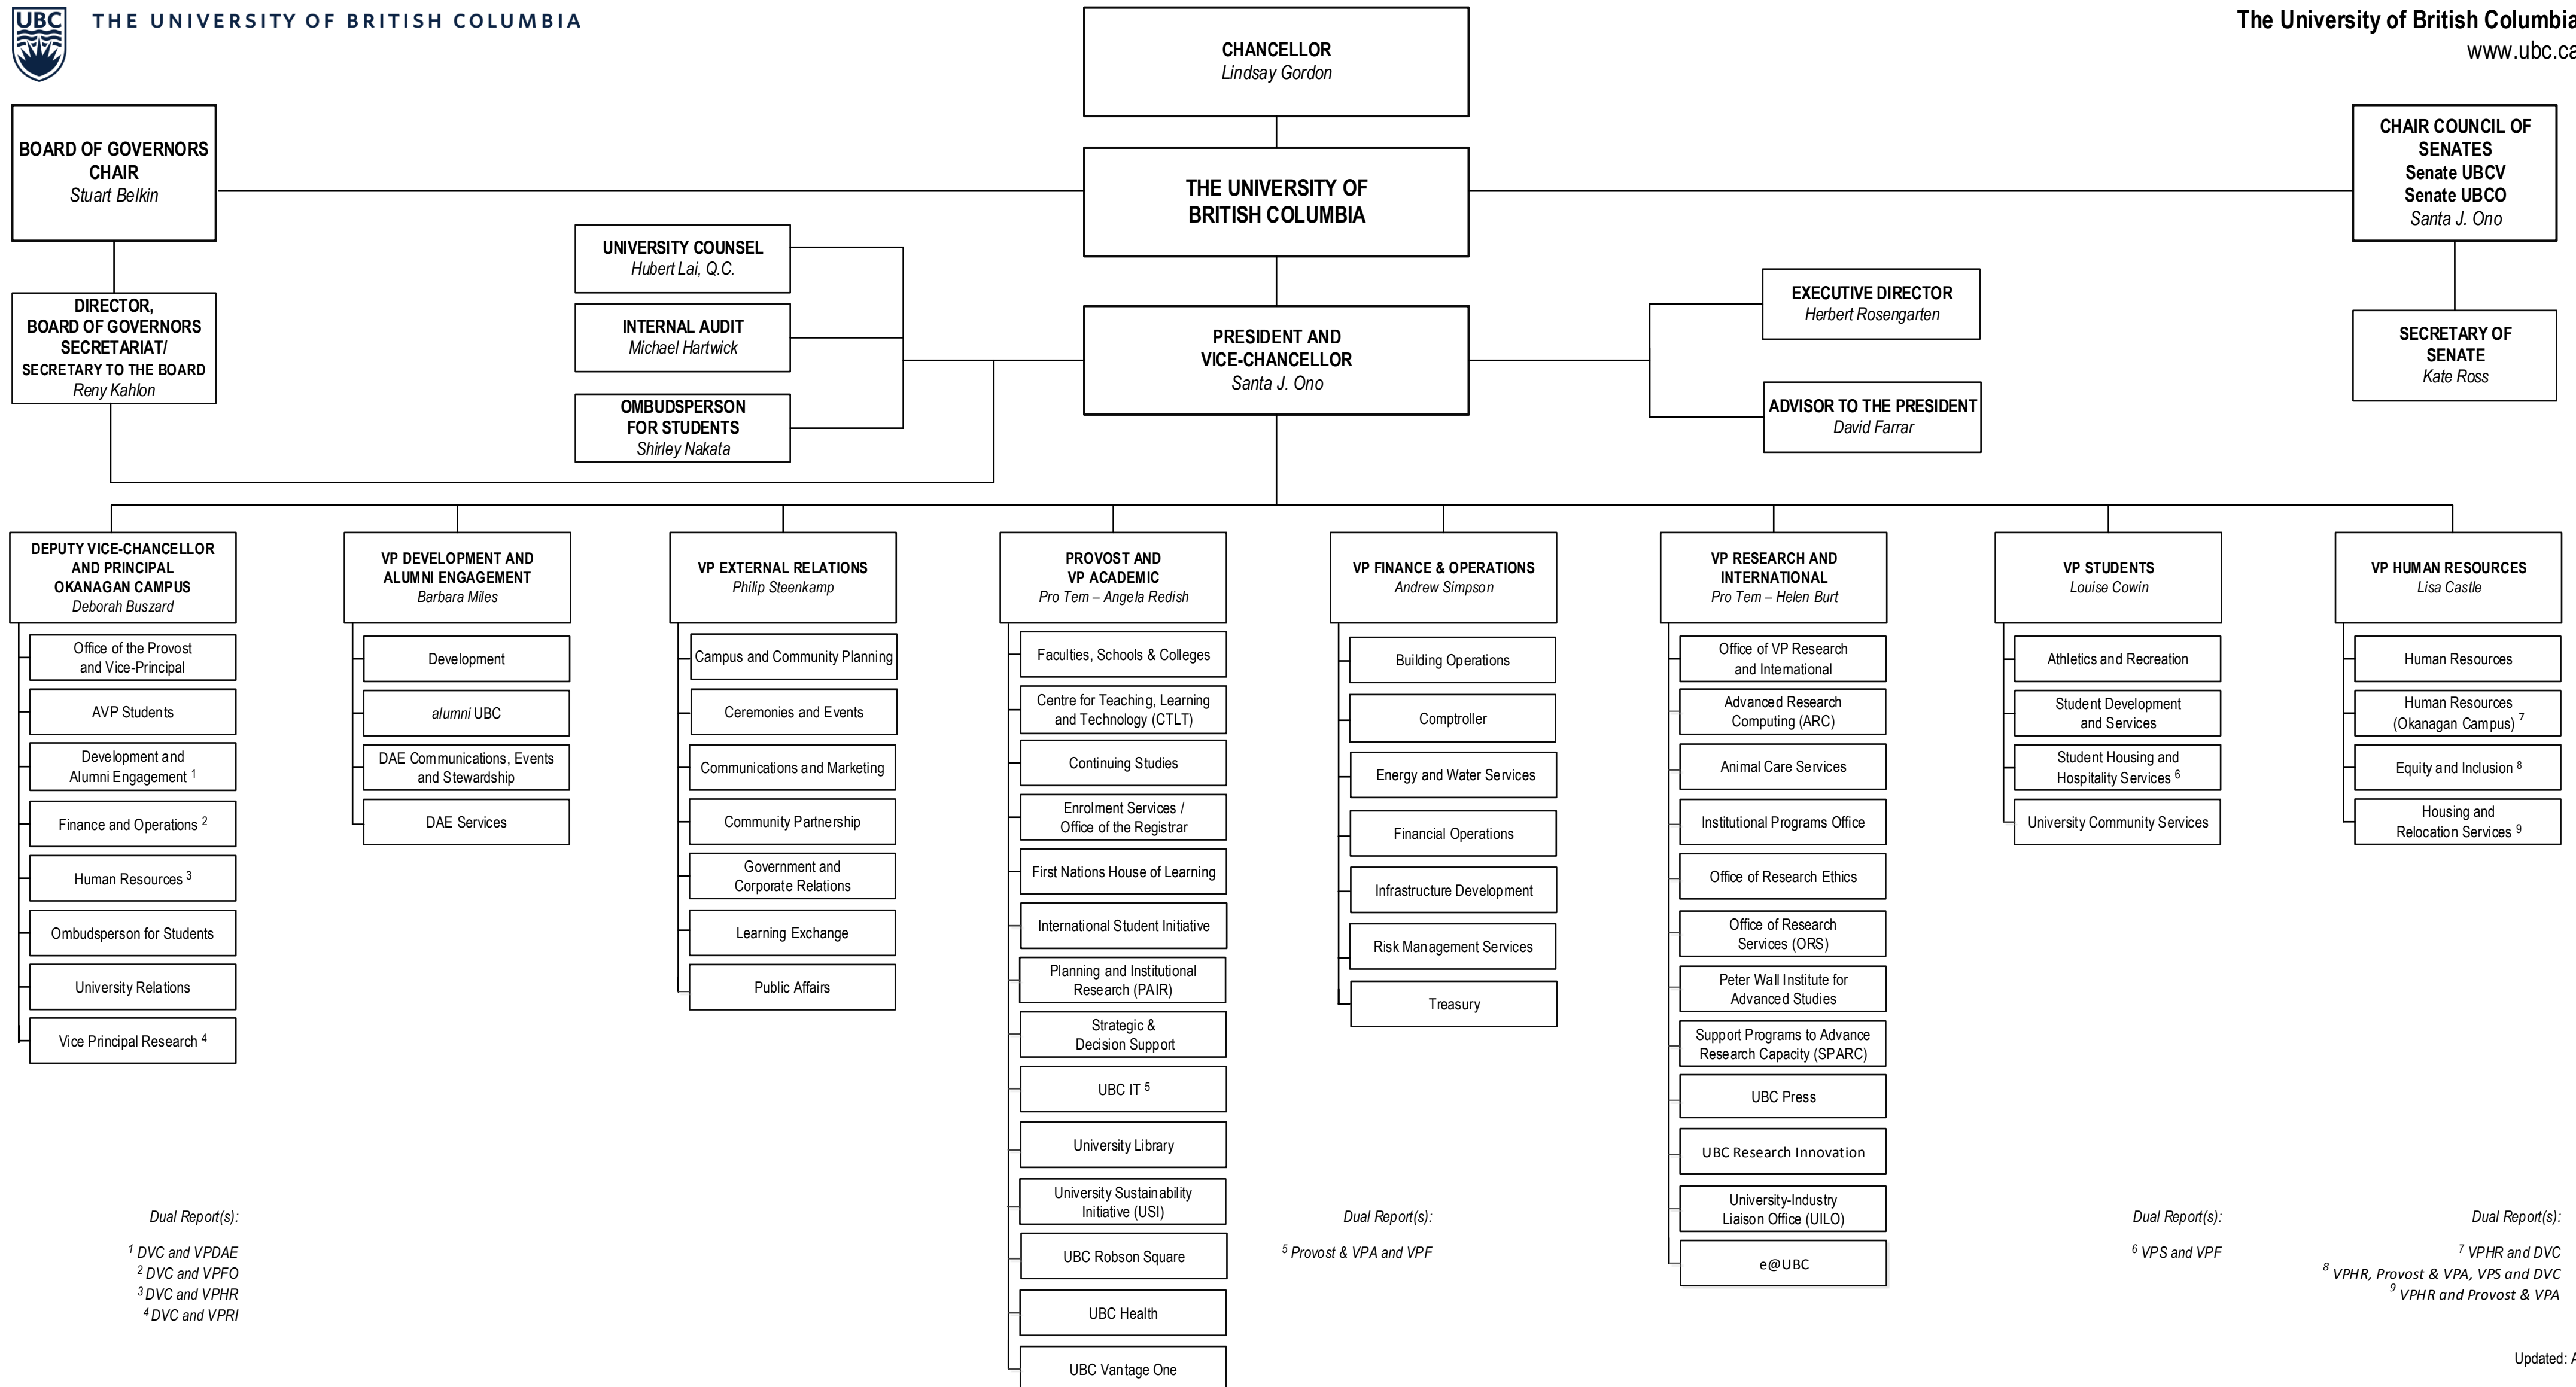 UBC
THE UNIVERSITY OF BRITISH COLUMBIA
The University of British Columbia
www.ubc.ca
CHANCELLOR
Lindsay Gordon
BOARD OF GOVERNORS
CHAIR
Stuart Belkin
THE UNIVERSITY OF
BRITISH COLUMBIA
CHAIR COUNCIL OF
SENATES
Senate UBCV
Senate UBCO
Santa J. Ono
UNIVERSITY COUNSEL
Hubert Lai, Q.C.
INTERNAL AUDIT
Michael Hartwick
OMBUDSPERSON
FOR STUDENTS
Shirley Nakata
DIRECTOR,
BOARD OF GOVERNORS
SECRETARIAT/
SECRETARY TO THE BOARD
Reny Kahlon
PRESIDENT AND
VICE-CHANCELLOR
Santa J. Ono
EXECUTIVE DIRECTOR
Herbert Rosengarten
ADVISOR TO THE PRESIDENT
David Farrar
SECRETARY OF
SENATE
Kate Ross
DEPUTY VICE-CHANCELLOR
AND PRINCIPAL
OKANAGAN CAMPUS
Deborah Buszard
Office of the Provost
and Vice-Principal
AVP Students
Development and
Alumni Engagement 1
Finance and Operations 2
Human Resources 3
Ombudsperson for Students
University Relations
Vice Principal Research 4
Dual Report(s):
1 DVC and VPDAE
2 DVC and VPFO
3 DVC and VPHR
4 DVC and VPRI
VP DEVELOPMENT AND
ALUMNI ENGAGEMENT
Barbara Miles
Development
alumni UBC
DAE Communications, Events
and Stewardship
DAE Services
VP EXTERNAL RELATIONS
Philip Steenkamp
Campus and Community Planning
Ceremonies and Events
Communications and Marketing
Community Partnership
Government and
Corporate Relations
Learning Exchange
Public Affairs
PROVOST AND
VP ACADEMIC
Pro Tem – Angela Redish
Faculties, Schools & Colleges
Centre for Teaching, Learning
and Technology (CTLT)
Continuing Studies
Enrolment Services /
Office of the Registrar
First Nations House of Learning
International Student Initiative
Planning and Institutional
Research (PAIR)
Strategic &
Decision Support
UBC IT 5
University Library
University Sustainability
Initiative (USI)
UBC Robson Square
UBC Health
UBC Vantage One
VP FINANCE & OPERATIONS
Andrew Simpson
Building Operations
Comptroller
Energy and Water Services
Financial Operations
Infrastructure Development
Risk Management Services
Treasury
Dual Report(s):
5 Provost & VPA and VPF
VP RESEARCH AND
INTERNATIONAL
Pro Tem – Helen Burt
Office of VP Research
and International
Advanced Research
Computing (ARC)
Animal Care Services
Institutional Programs Office
Office of Research Ethics
Office of Research
Services (ORS)
Peter Wall Institute for
Advanced Studies
Support Programs to Advance
Research Capacity (SPARC)
UBC Press
UBC Research Innovation
University-Industry
Liaison Office (UILO)
e@UBC
VP STUDENTS
Louise Cowin
Athletics and Recreation
Student Development
and Services
Student Housing and
Hospitality Services 6
University Community Services
Dual Report(s):
6 VPS and VPF
VP HUMAN RESOURCES
Lisa Castle
Human Resources
Human Resources
(Okanagan Campus) 7
Equity and Inclusion 8
Housing and
Relocation Services 9
Dual Report(s):
7 VPHR and DVC
8 VPHR, Provost & VPA, VPS and DVC
9 VPHR and Provost & VPA
Updated: